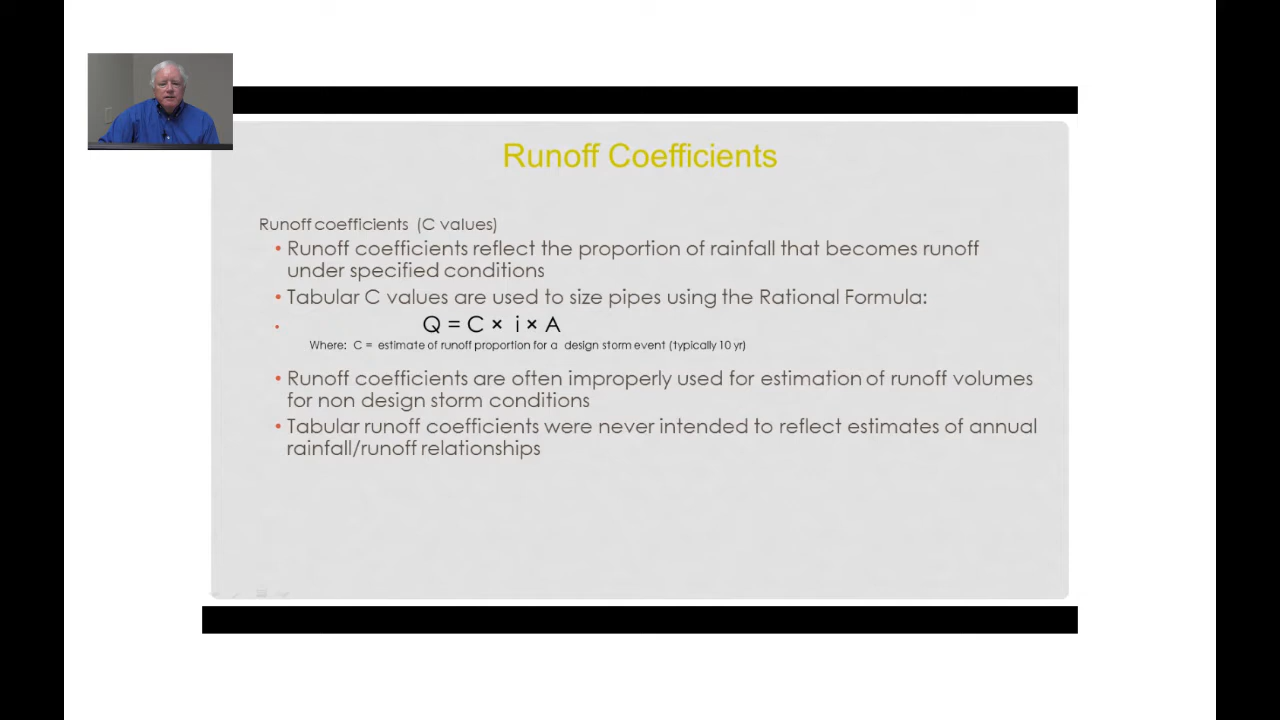 Runoff Coefficients
Runoff coefficients (C values)
• Runoff coefficients reflect the proportion of rainfall that becomes runoff
under specified conditions
• Tabular C values are used to size pipes using the Rational Formula:
• Q = C × i × A
Where: C = estimate of runoff proportion for a design storm event (typically 10 yr)
• Runoff coefficients are often improperly used for estimation of runoff volumes
for non design storm conditions
• Tabular runoff coefficients were never intended to reflect estimates of annual
rainfall/runoff relationships